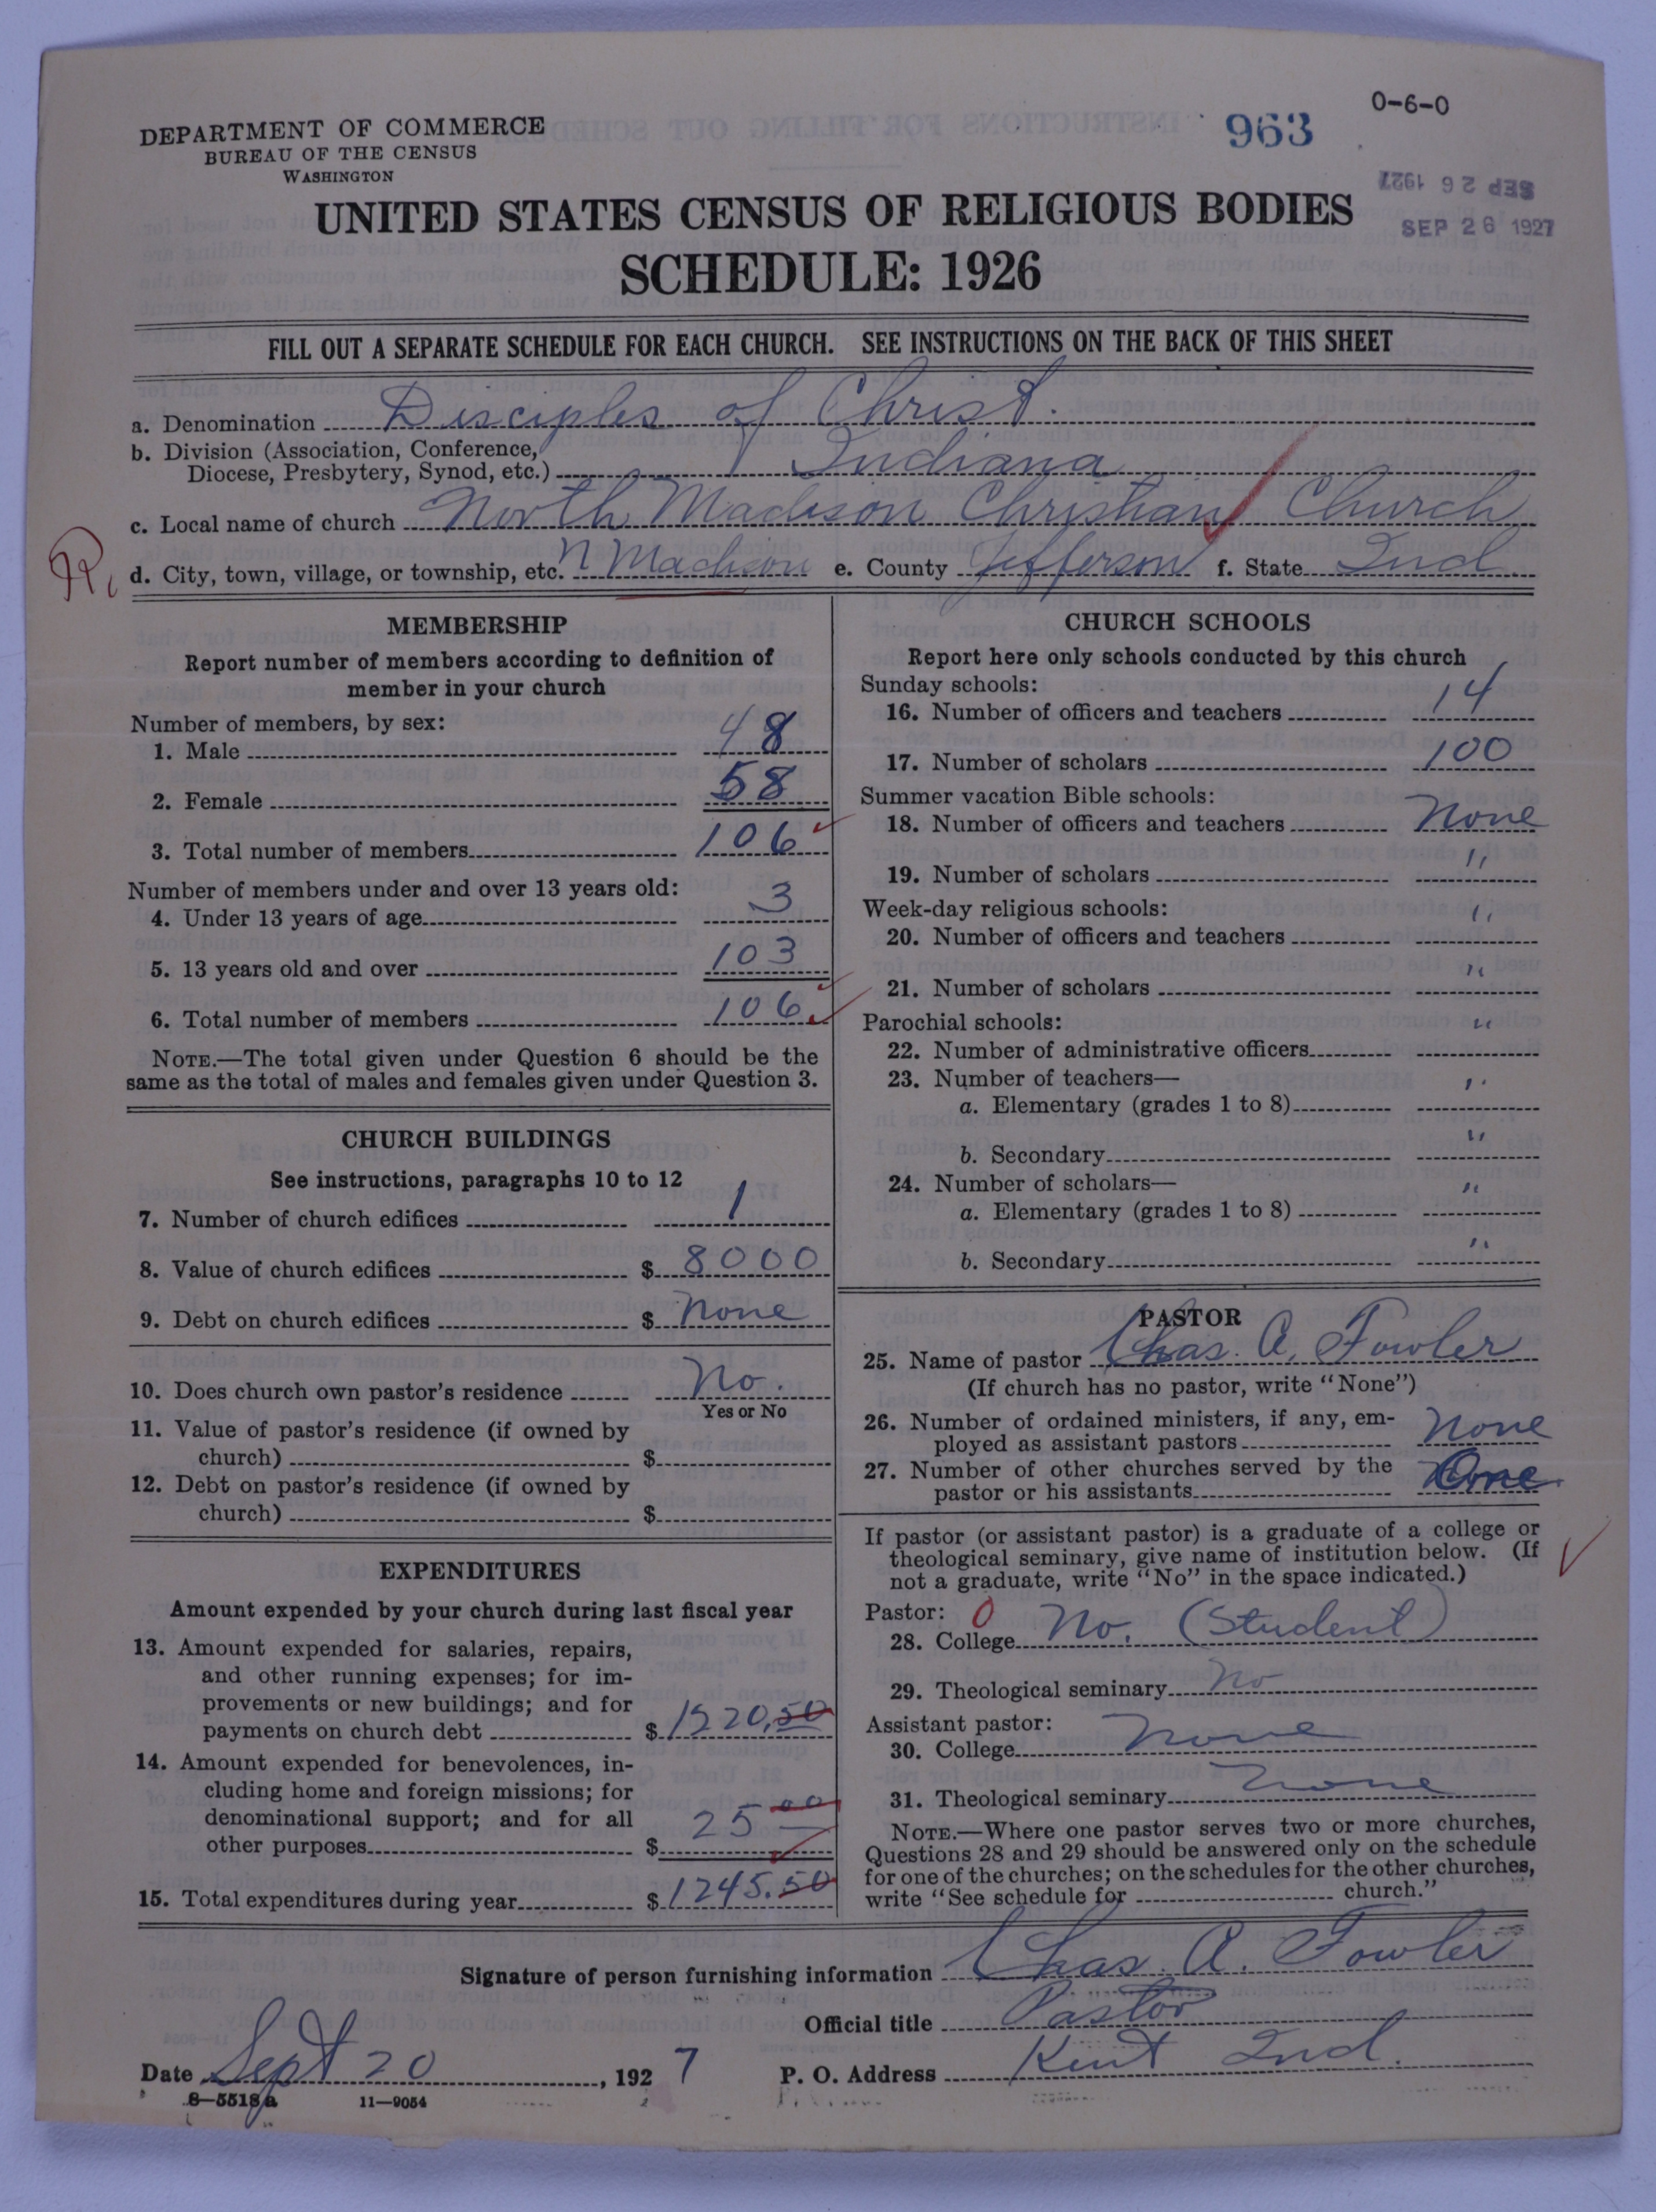 0-6-0
963
DEPARTMENT OF COMMERCE
BUREAU OF THE CENSUS
WASHINGTON
SEP 26 1927
SEP 26 1927
UNITED STATES CENSUS OF RELIGIOUS BODIES
SCHEDULE: 1926
FILL OUT A SEPARATE SCHEDULE FOR EACH CHURCH. SEE INSTRUCTIONS ON THE BACK OF THIS SHEET
a. Denomination Disciples of Christ.
b. Division (Association, Conference,
Diocese, Presbytery, Synod, etc.) Indiana
c. Local name of church North Madison Christian Church
R,
d. City, town, village, or township, etc. N Madison e. County Jefferson f. State Ind
MEMBERSHIP
Report number of members according to definition of
member in your church
Number of members, by sex:
1. Male 48
2. Female 58
3. Total number of members 106
Number of members under and over 13 years old:
4. Under 13 years of age 3
5. 13 years old and over 103
6. Total number of members 106
NOTE.—The total given under Question 6 should be the
same as the total of males and females given under Question 3.
CHURCH BUILDINGS
See instructions, paragraphs 10 to 12
7. Number of church edifices 1
8. Value of church edifices $ 8000
9. Debt on church edifices $ None
10. Does church own pastor's residence No.
Yes or No
11. Value of pastor's residence (if owned by
church) $
12. Debt on pastor's residence (if owned by
church) $
EXPENDITURES
Amount expended by your church during last fiscal year
13. Amount expended for salaries, repairs,
and other running expenses; for im-
provements or new buildings; and for
payments on church debt $ 1220.50
14. Amount expended for benevolences, in-
cluding home and foreign missions; for
denominational support; and for all
other purposes $ 25 00
15. Total expenditures during year $ 1245.50
CHURCH SCHOOLS
Report here only schools conducted by this church
Sunday schools:
16. Number of officers and teachers 14
17. Number of scholars 100
Summer vacation Bible schools:
18. Number of officers and teachers None
19. Number of scholars "
Week-day religious schools:
20. Number of officers and teachers "
21. Number of scholars "
Parochial schools:
22. Number of administrative officers "
23. Number of teachers—
a. Elementary (grades 1 to 8) "
b. Secondary "
24. Number of scholars—
a. Elementary (grades 1 to 8) "
b. Secondary "
PASTOR
25. Name of pastor Chas. A. Fowler
(If church has no pastor, write "None")
26. Number of ordained ministers, if any, em-
ployed as assistant pastors None
27. Number of other churches served by the
pastor or his assistants One
If pastor (or assistant pastor) is a graduate of a college or
theological seminary, give name of institution below. (If
not a graduate, write "No" in the space indicated.)
Pastor: 0
28. College No. (Student)
29. Theological seminary No
Assistant pastor:
30. College None
31. Theological seminary None
NOTE.—Where one pastor serves two or more churches,
Questions 28 and 29 should be answered only on the schedule
for one of the churches; on the schedules for the other churches,
write "See schedule for church."
Signature of person furnishing information Chas. A. Fowler
Official title Pastor
Date Sept 20, 1927 P. O. Address Kent Ind.
8—5518a 11—9054